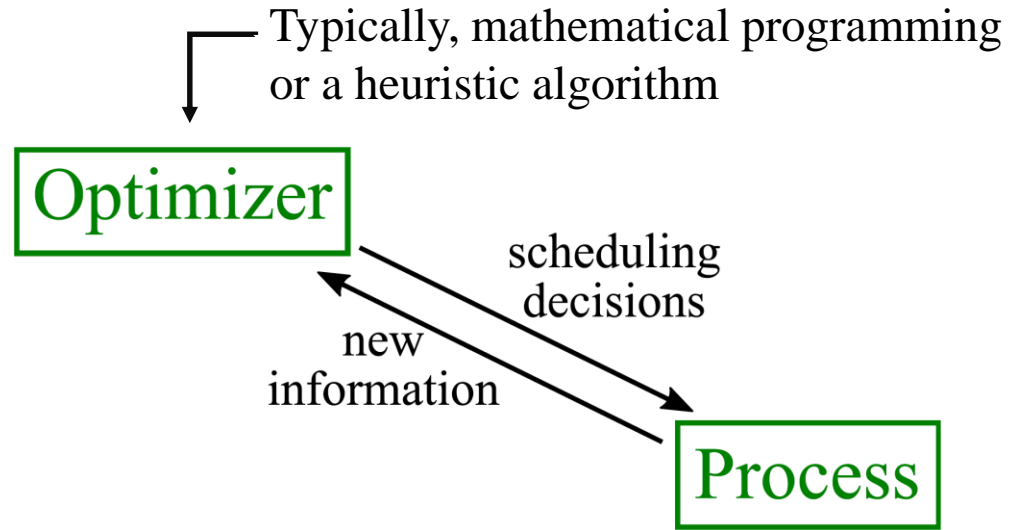 Typically, mathematical programming
or a heuristic algorithm
Optimizer
scheduling
decisions
new
information
Process